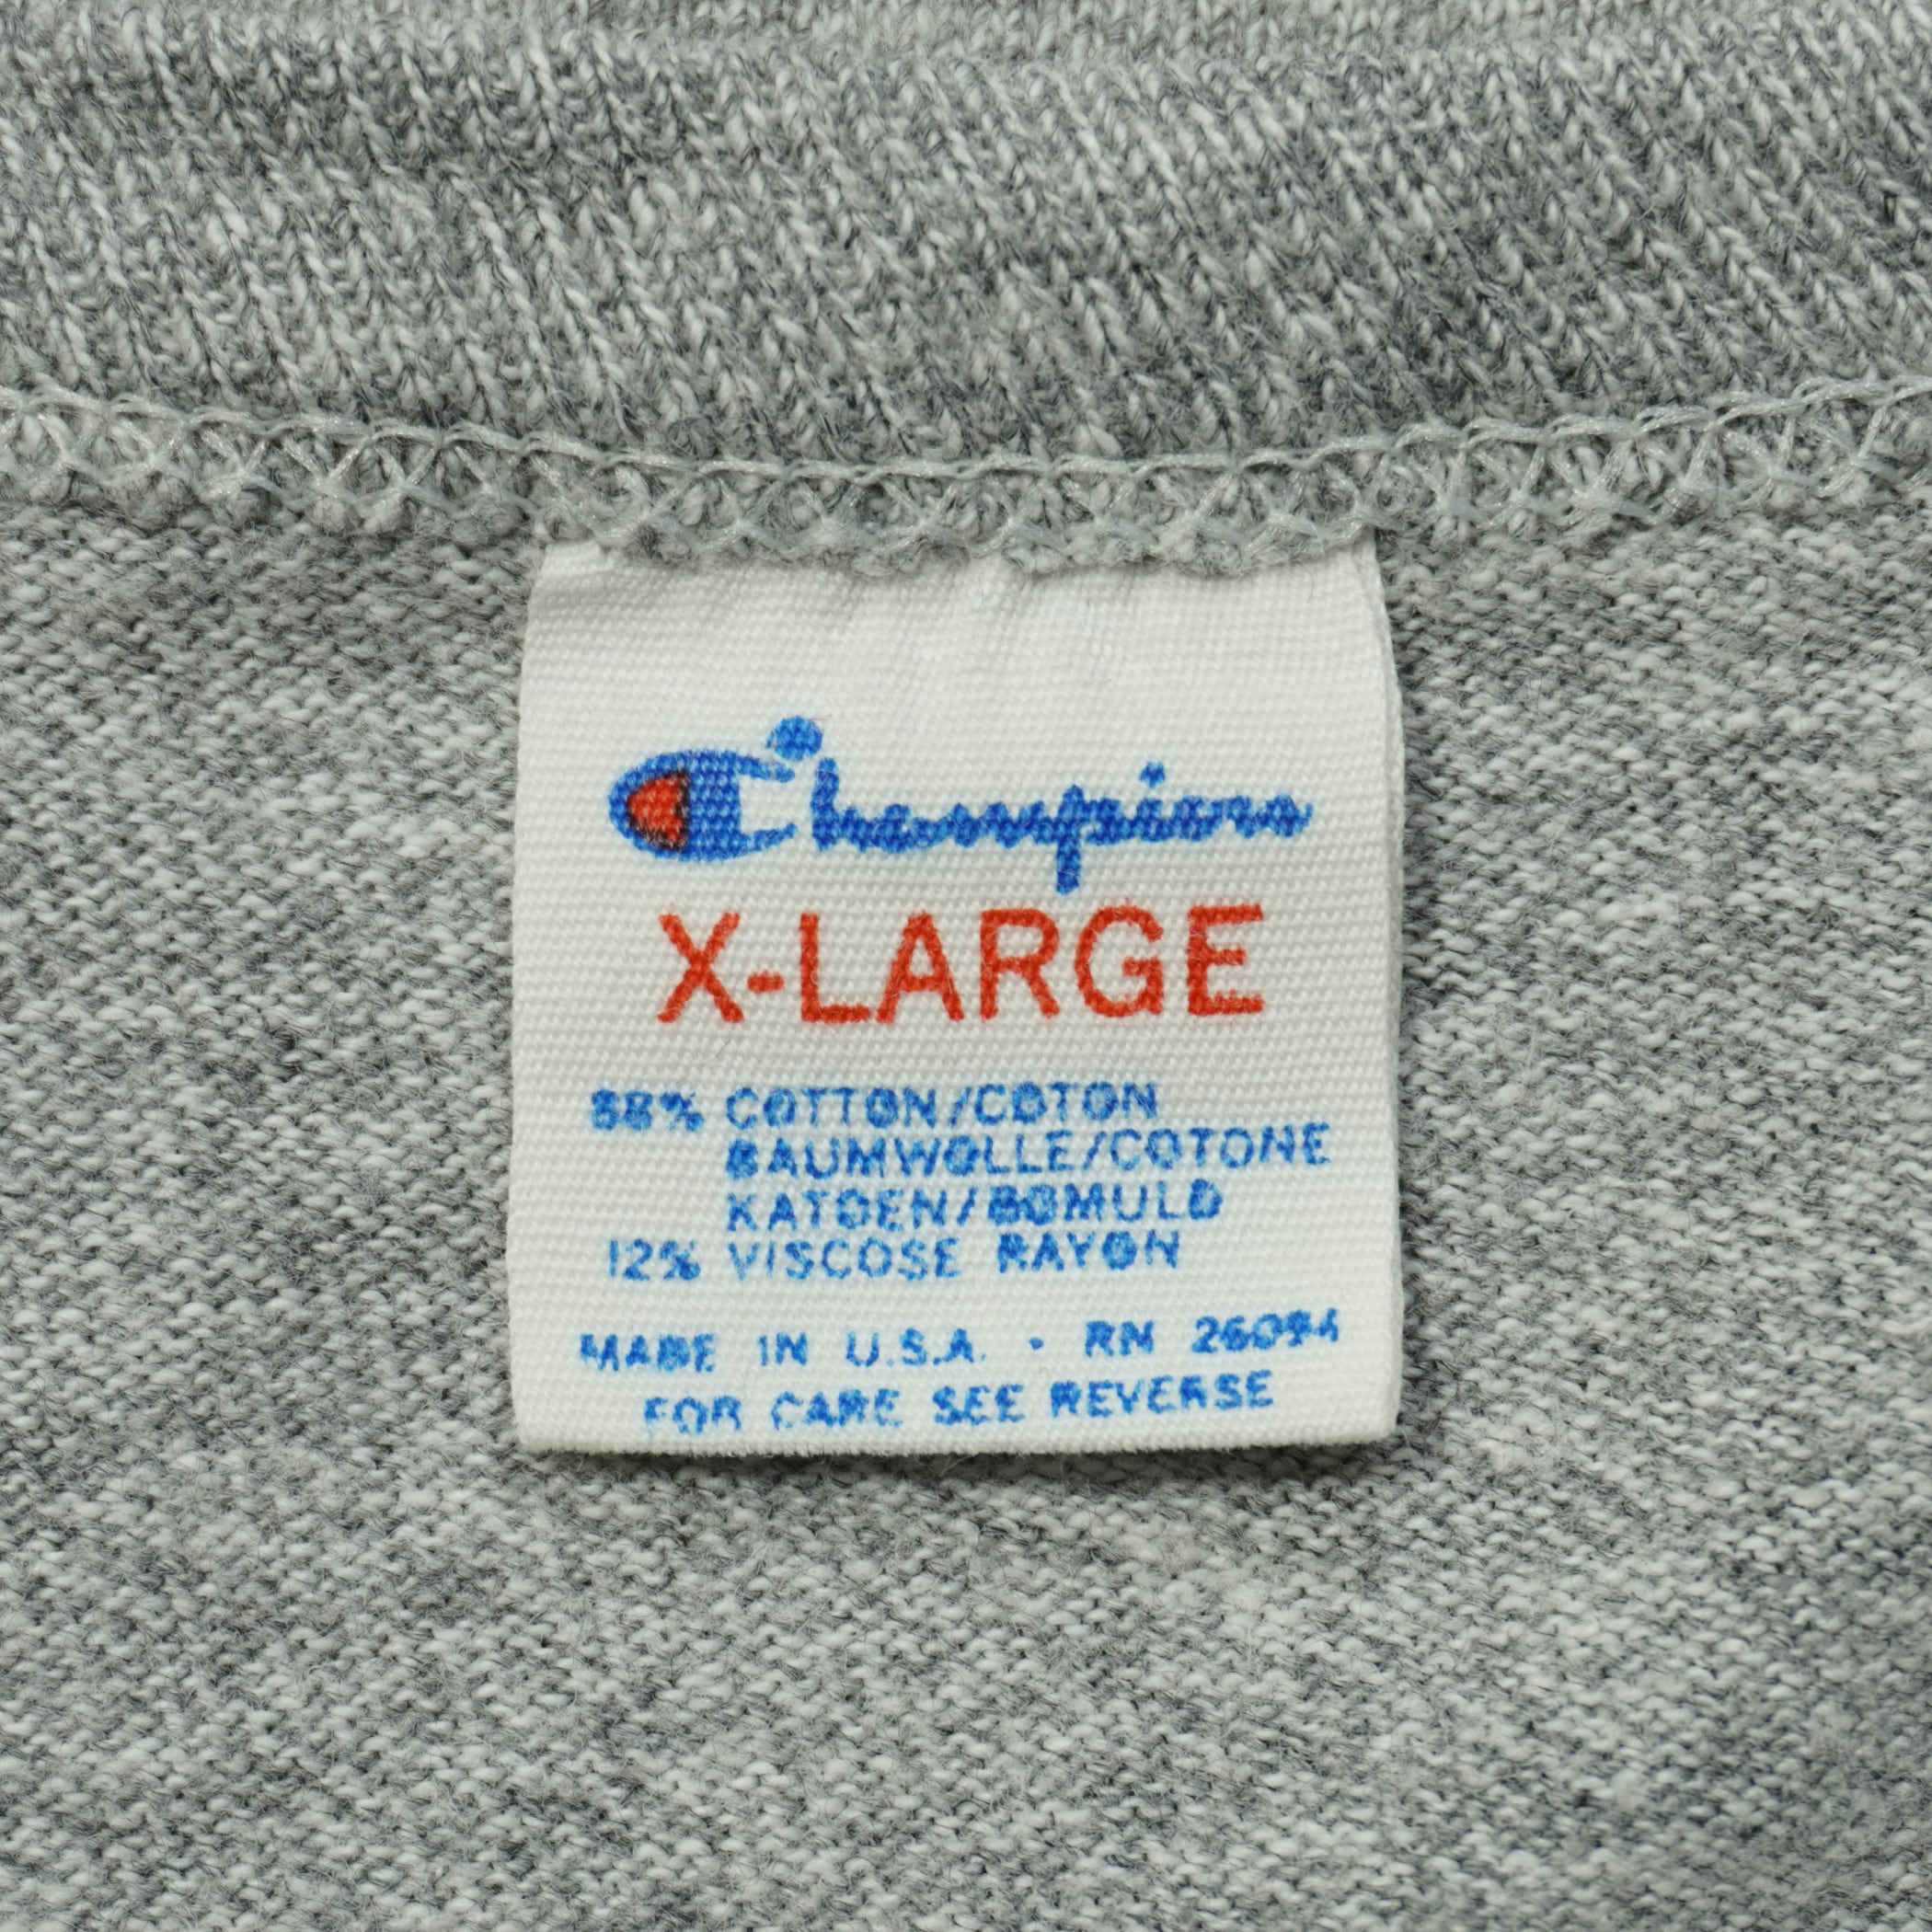 Champion
X-LARGE
88% COTTON/COTON
BAUMWOLLE/COTONE
KATOEN/BOMULD
12% VISCOSE RAYON
MADE IN U.S.A. · RN 26094
FOR CARE SEE REVERSE